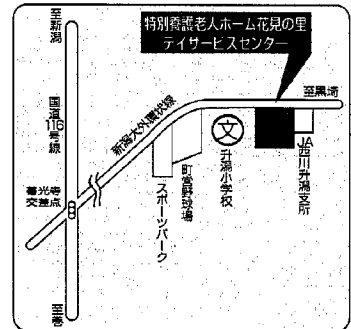 特別養護老人ホーム花見の里
デイサービスセンター
至新潟
至黒埼
国道116号線
新潟大外環状線
文
升潟小学校
JA西川升潟支所
町営野球場
スポーツパーク
善光寺
交差点
至巻